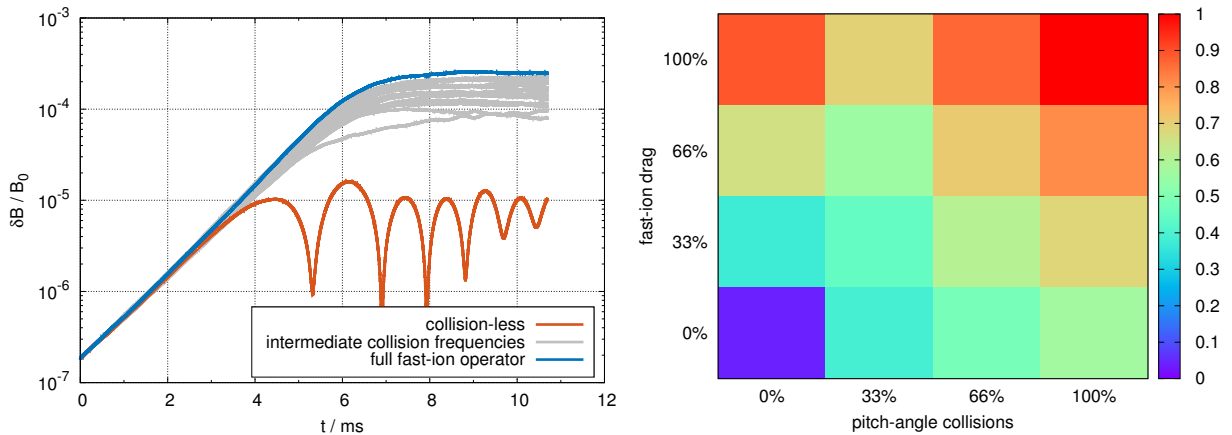 10^-3
10^-4
10^-5
10^-6
10^-7
δB / B_0
0 2 4 6 8 10 12
t / ms
collision-less
intermediate collision frequencies
full fast-ion operator
100%
66%
33%
0%
fast-ion drag
0% 33% 66% 100%
pitch-angle collisions
1
0.9
0.8
0.7
0.6
0.5
0.4
0.3
0.2
0.1
0